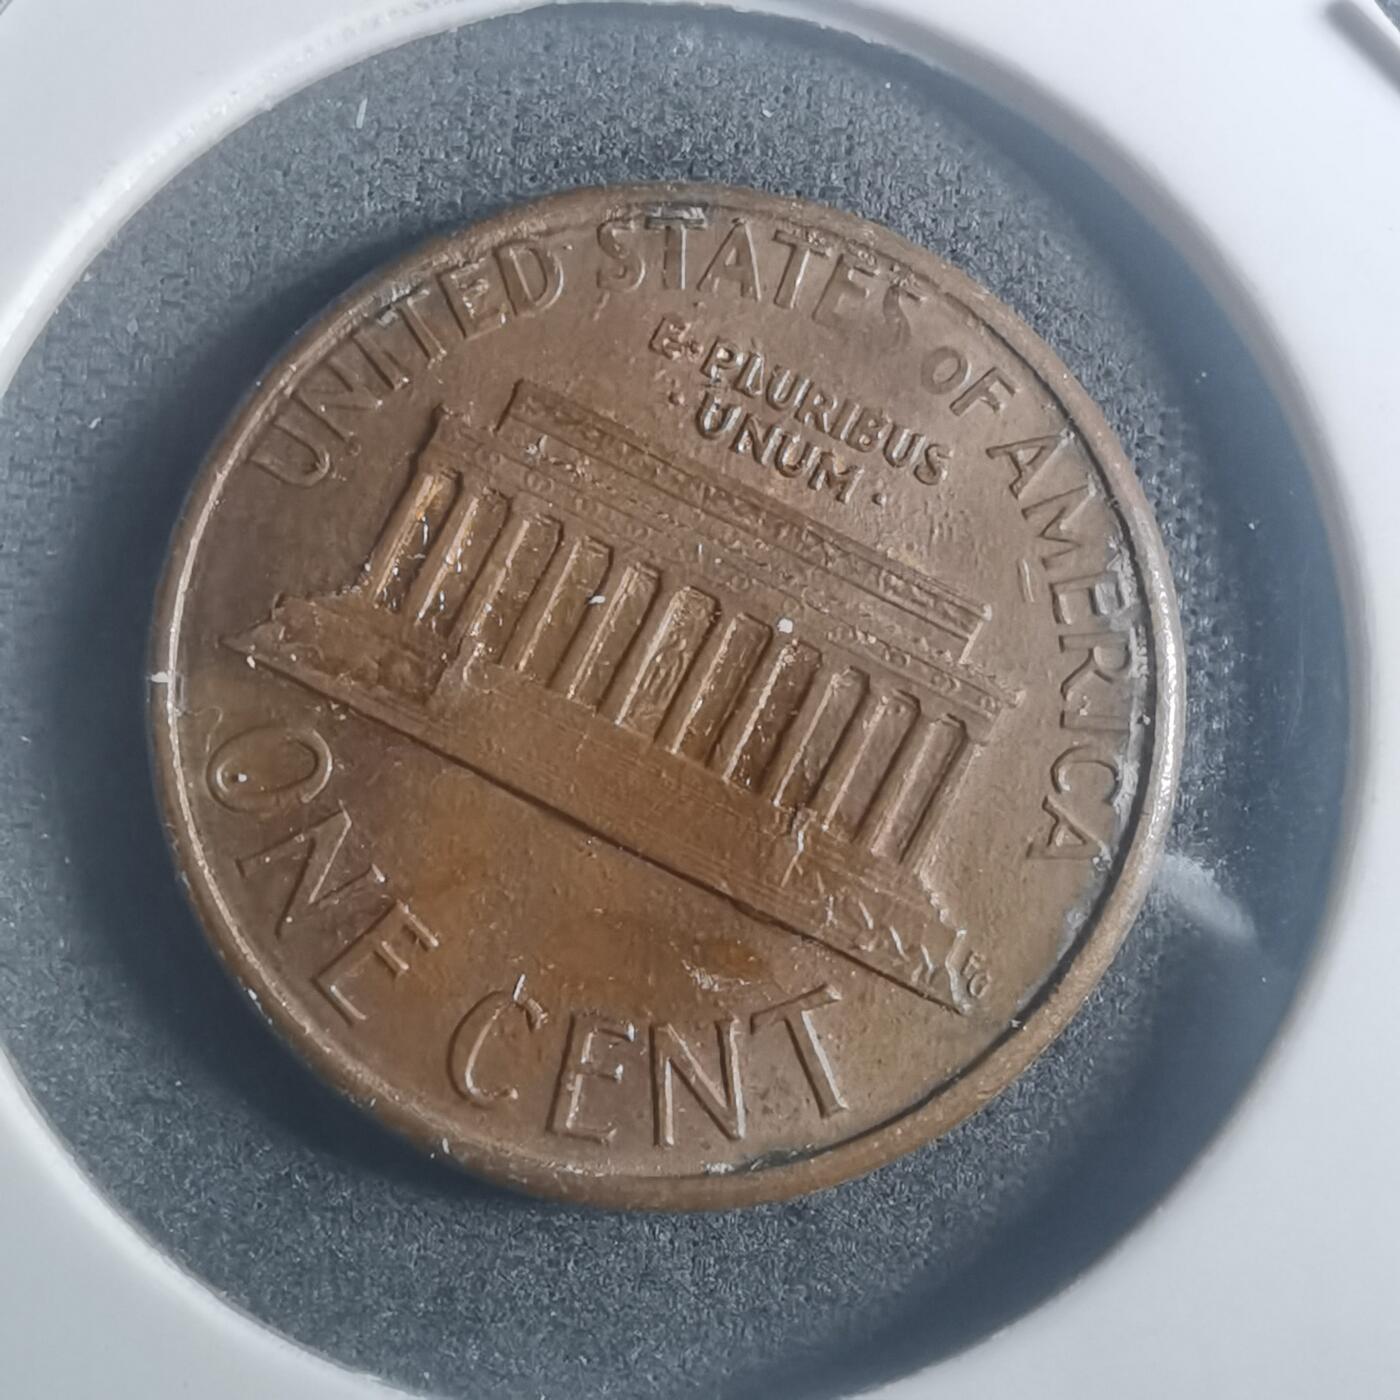 UNITED STATES OF AMERICA
E·PLURIBUS
·UNUM·
FG
ONE CENT